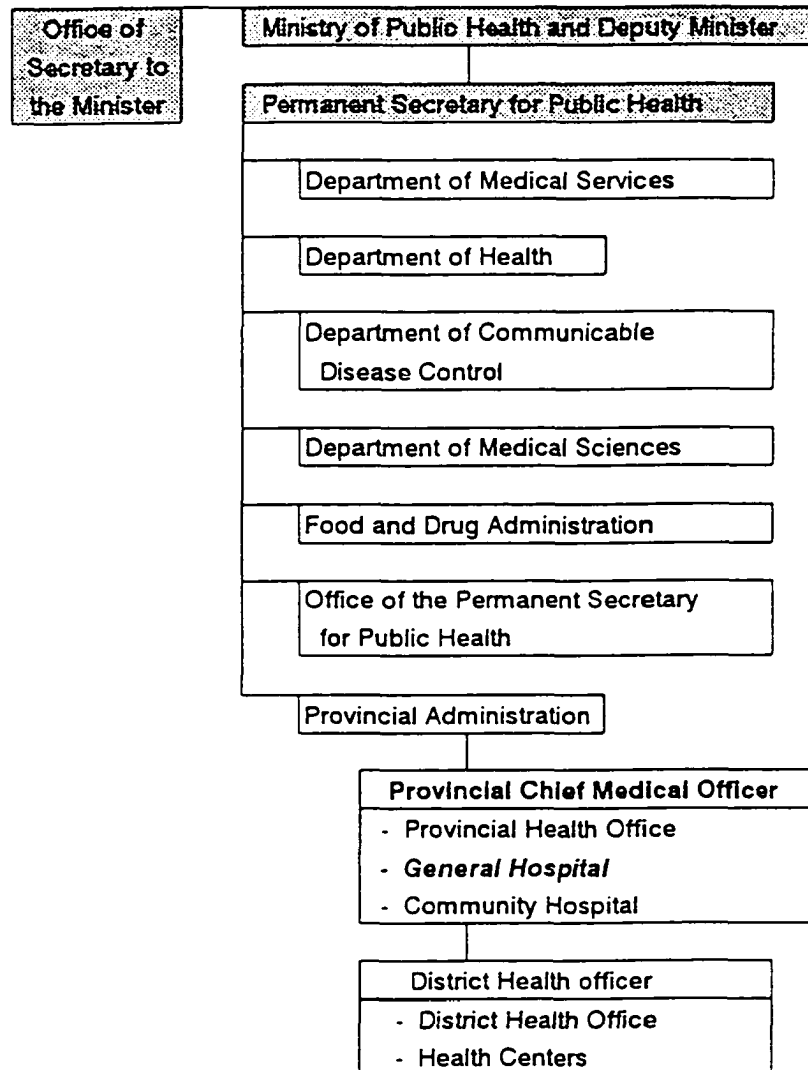 Office of
Secretary to
the Minister
Ministry of Public Health and Deputy Minister
Permanent Secretary for Public Health
Department of Medical Services
Department of Health
Department of Communicable
Disease Control
Department of Medical Sciences
Food and Drug Administration
Office of the Permanent Secretary
for Public Health
Provincial Administration
Provincial Chief Medical Officer
- Provincial Health Office
- General Hospital
- Community Hospital
District Health officer
- District Health Office
- Health Centers